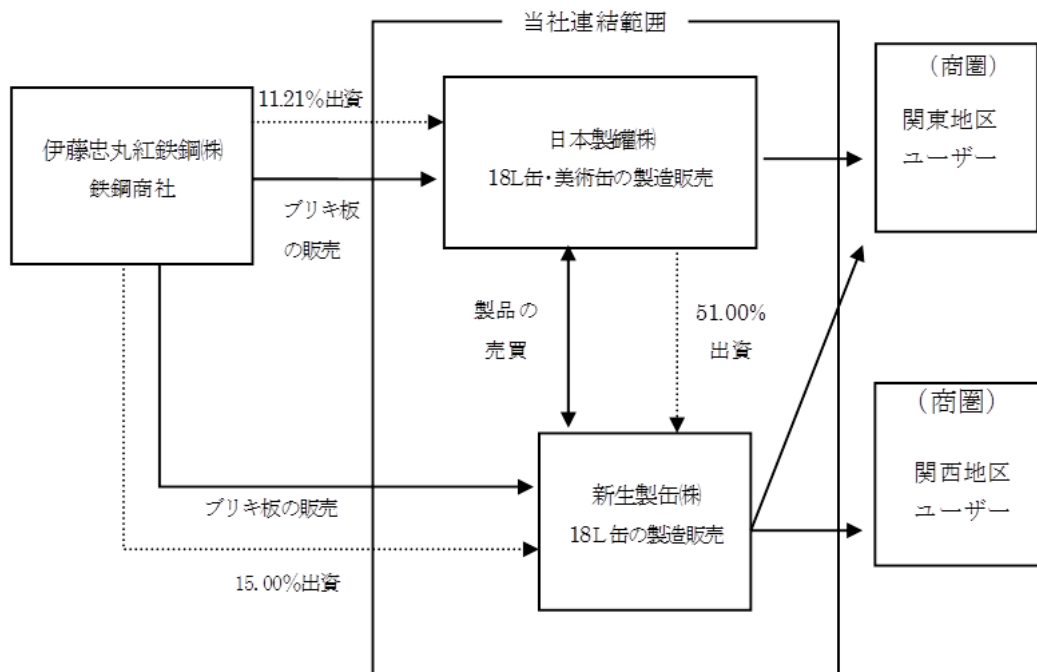 当社連結範囲
伊藤忠丸紅鉄鋼㈱
鉄鋼商社
11.21%出資
ブリキ板
の販売
日本製罐㈱
18L缶・美術缶の製造販売
（商圏）
関東地区
ユーザー
製品の
売買
51.00%
出資
ブリキ板の販売
15.00%出資
新生製缶㈱
18L缶の製造販売
（商圏）
関西地区
ユーザー